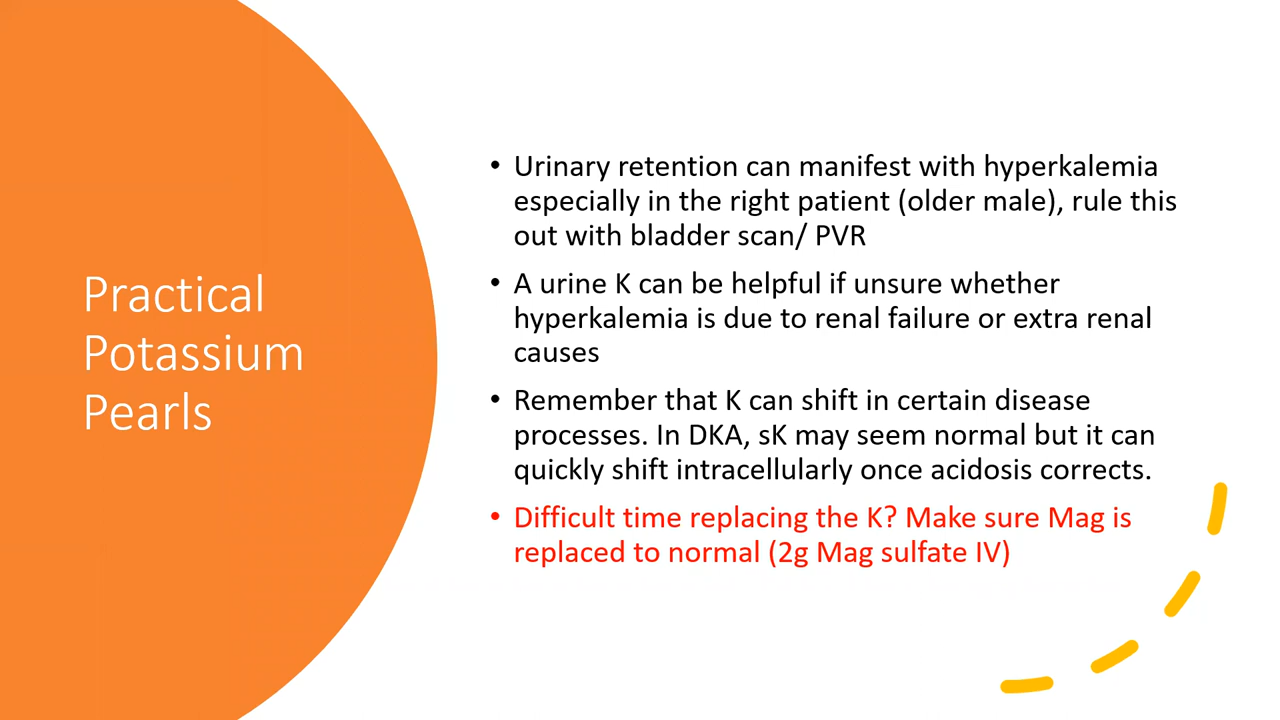 Practical
Potassium
Pearls
• Urinary retention can manifest with hyperkalemia
especially in the right patient (older male), rule this
out with bladder scan/ PVR
• A urine K can be helpful if unsure whether
hyperkalemia is due to renal failure or extra renal
causes
• Remember that K can shift in certain disease
processes. In DKA, sK may seem normal but it can
quickly shift intracellularly once acidosis corrects.
• Difficult time replacing the K? Make sure Mag is
replaced to normal (2g Mag sulfate IV)